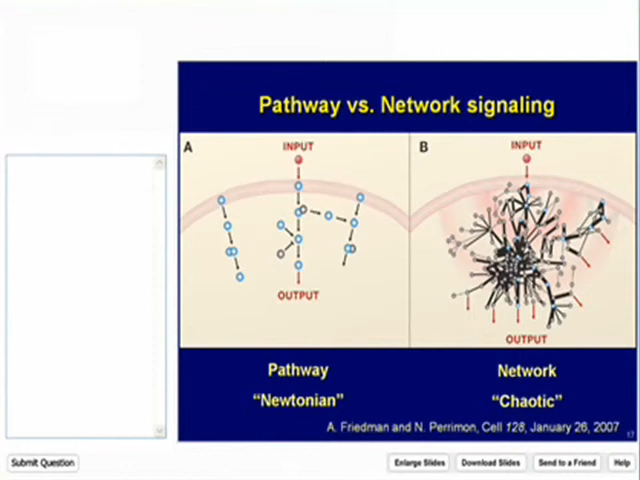 Pathway vs. Network signaling
A
INPUT
OUTPUT
B
INPUT
OUTPUT
Pathway
"Newtonian"
Network
"Chaotic"
A. Friedman and N. Perrimon, Cell 128, January 26, 2007
17
Submit Question
Enlarge Slides
Download Slides
Send to a Friend
Help